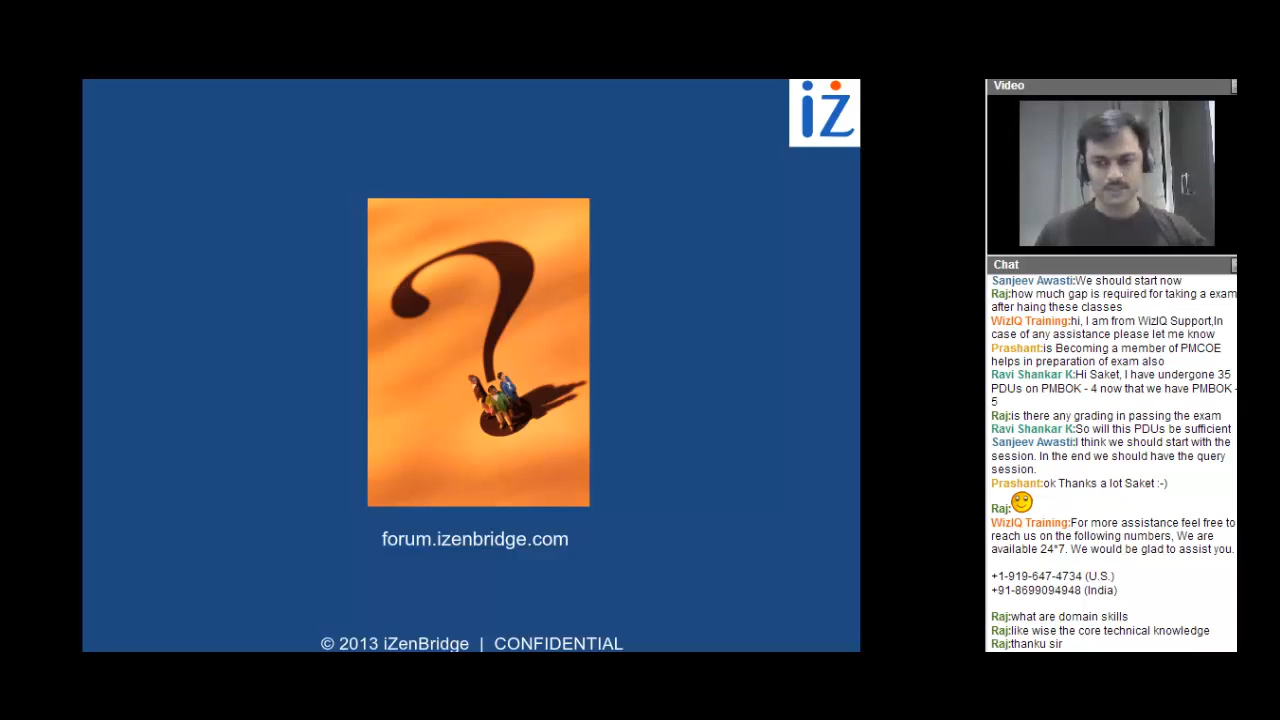 iz
forum.izenbridge.com
© 2013 iZenBridge | CONFIDENTIAL
Video
Chat
Sanjeev Awasti:We should start now
Raj:how much gap is required for taking a exam
after haing these classes
WizIQ Training:hi, I am from WizIQ Support,In
case of any assistance please let me know
Prashant:is Becoming a member of PMCOE
helps in preparation of exam also
Ravi Shankar K:Hi Saket, I have undergone 35
PDUs on PMBOK - 4 now that we have PMBOK -
5
Raj:is there any grading in passing the exam
Ravi Shankar K:So will this PDUs be sufficient
Sanjeev Awasti:I think we should start with the
session. In the end we should have the query
session.
Prashant:ok Thanks a lot Saket :-)
Raj:
WizIQ Training:For more assistance feel free to
reach us on the following numbers, We are
available 24*7. We would be glad to assist you.
+1-919-647-4734 (U.S.)
+91-8699094948 (India)
Raj:what are domain skills
Raj:like wise the core technical knowledge
Raj:thanku sir